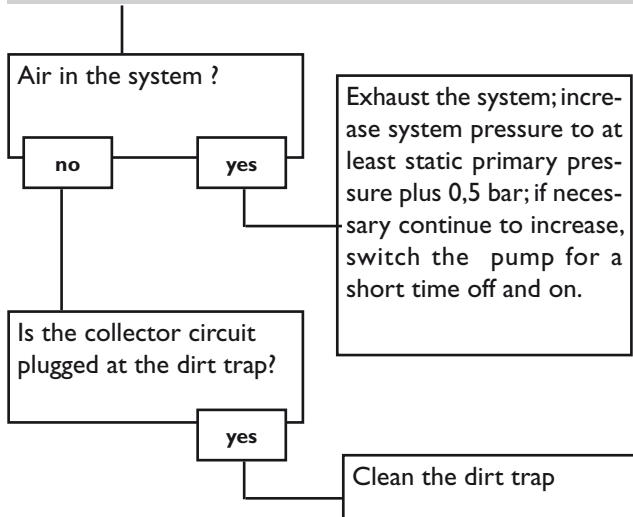 Air in the system ?
no
yes
Exhaust the system; incre-
ase system pressure to at
least static primary pres-
sure plus 0,5 bar; if neces-
sary continue to increase,
switch the pump for a
short time off and on.
Is the collector circuit
plugged at the dirt trap?
yes
Clean the dirt trap